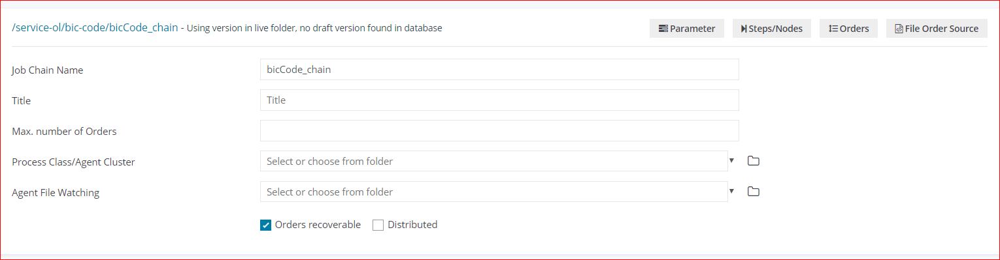 /service-ol/bic-code/bicCode_chain - Using version in live folder, no draft version found in database
Parameter
Steps/Nodes
Orders
File Order Source
Job Chain Name
bicCode_chain
Title
Title
Max. number of Orders
Process Class/Agent Cluster
Select or choose from folder
Agent File Watching
Select or choose from folder
Orders recoverable
Distributed